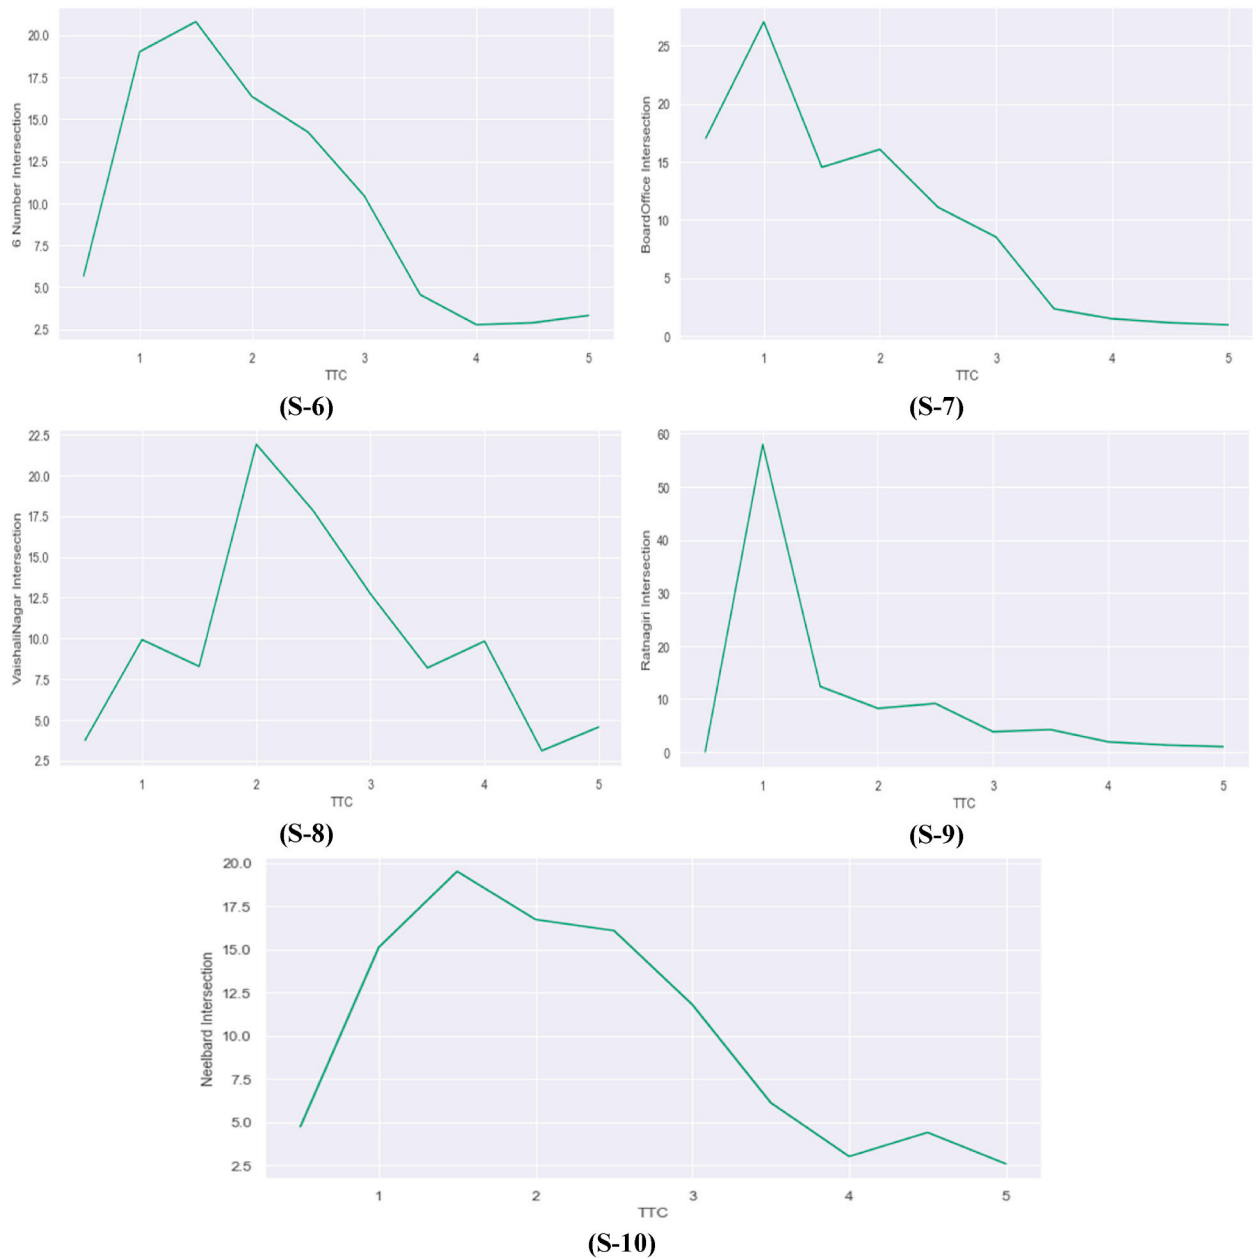 20.0
17.5
15.0
12.5
10.0
7.5
5.0
2.5
6 Number Intersection
1 2 3 4 5
TTC
(S-6)
25
20
15
10
5
0
BoardOffice Intersection
1 2 3 4 5
TTC
(S-7)
22.5
20.0
17.5
15.0
12.5
10.0
7.5
5.0
2.5
VaishaliNagar Intersection
1 2 3 4 5
TTC
(S-8)
60
50
40
30
20
10
0
Ratnagiri Intersection
1 2 3 4 5
TTC
(S-9)
20.0
17.5
15.0
12.5
10.0
7.5
5.0
2.5
Neelbard Intersection
1 2 3 4 5
TTC
(S-10)